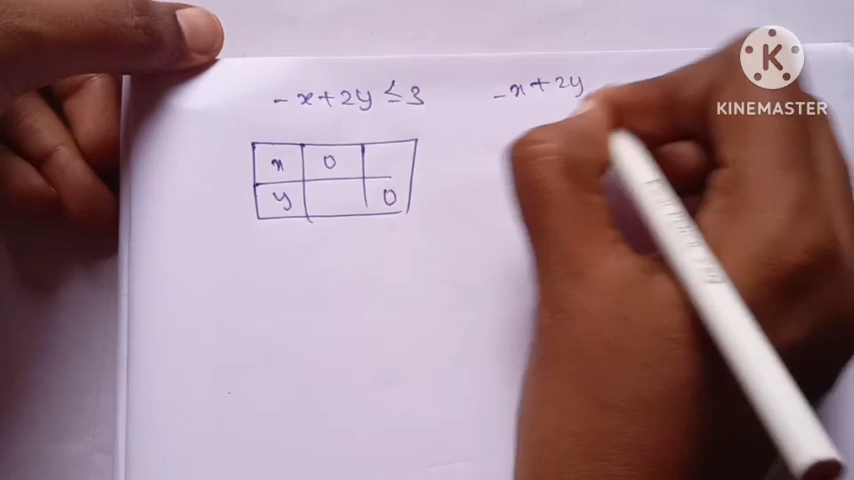 -x+2y ≤ 3 -x+2y
x 0
y 0
K
KINEMASTER